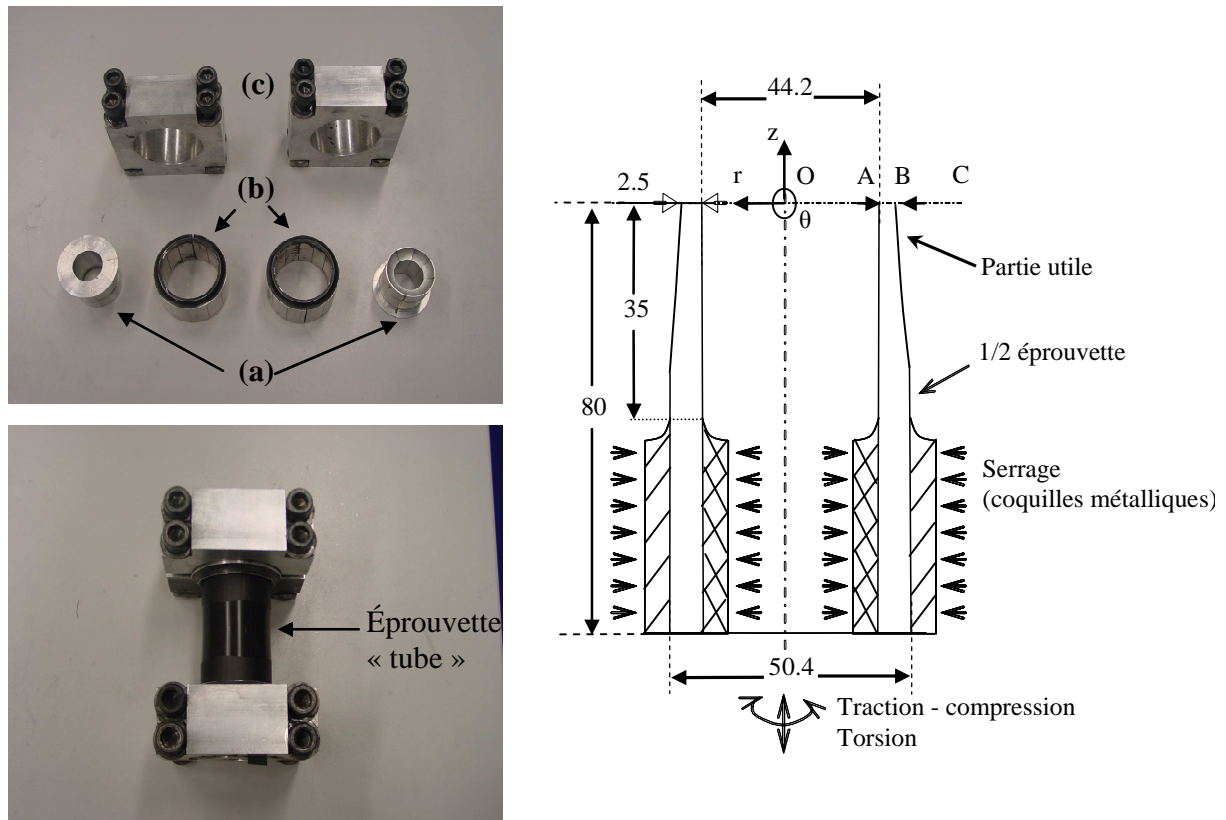 (c)
(b)
(a)
Éprouvette
« tube »
44.2
z
2.5
r
O
A
B
C
θ
Partie utile
35
1/2 éprouvette
80
Serrage
(coquilles métalliques)
50.4
Traction - compression
Torsion